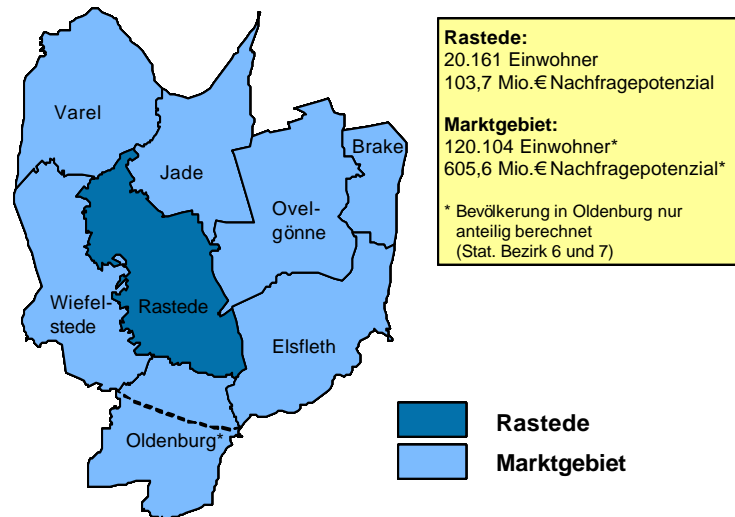 Varel
Jade
Brake
Ovel-
gönne
Wiefel-
stede
Rastede
Elsfleth
Oldenburg*
Rastede:
20.161 Einwohner
103,7 Mio.€ Nachfragepotenzial
Marktgebiet:
120.104 Einwohner*
605,6 Mio.€ Nachfragepotenzial*
* Bevölkerung in Oldenburg nur
anteilig berechnet
(Stat. Bezirk 6 und 7)
Rastede
Marktgebiet